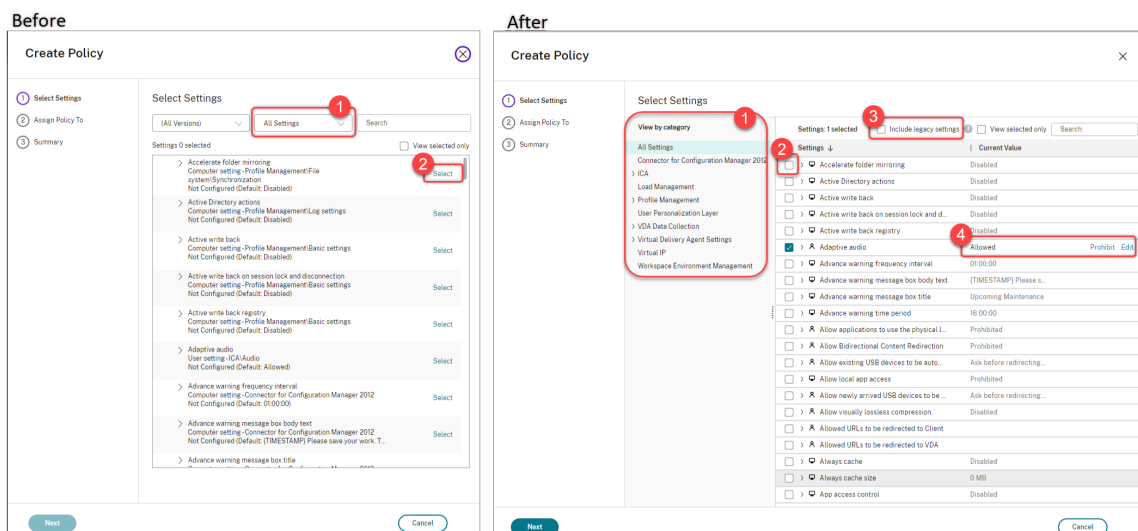 Before
Create Policy
1 Select Settings
2 Assign Policy To
3 Summary
Select Settings
1
(All Versions)
All Settings
Search
Settings 0 selected
View selected only
Accelerate folder mirroring
Computer setting - Profile Management\File
system\Synchronization
Not Configured (Default: Disabled)
2
Select
Active Directory actions
Computer setting - Profile Management\Log settings
Not Configured (Default: Disabled)
Select
Active write back
Computer setting - Profile Management\Basic settings
Not Configured (Default: Disabled)
Select
Active write back on session lock and disconnection
Computer setting - Profile Management\Basic settings
Not Configured (Default: Disabled)
Select
Active write back registry
Computer setting - Profile Management\Basic settings
Not Configured (Default: Disabled)
Select
Adaptive audio
User setting - ICA\Audio
Not Configured (Default: Allowed)
Select
Advance warning frequency interval
Computer setting - Connector for Configuration Manager 2012
Not Configured (Default: 01:00:00)
Select
Advance warning message box body text
Computer setting - Connector for Configuration Manager 2012
Not Configured (Default: {TIMESTAMP} Please save your work. T...
Select
Advance warning message box title
Next
Cancel
After
Create Policy
1 Select Settings
2 Assign Policy To
3 Summary
Select Settings
1
View by category
All Settings
Connector for Configuration Manager 2012
ICA
Load Management
Profile Management
User Personalization Layer
VDA Data Collection
Virtual Delivery Agent Settings
Virtual IP
Workspace Environment Management
3
Settings: 1 selected
Include legacy settings
View selected only
Search
2
Settings ↓
Current Value
Accelerate folder mirroring Disabled
Active Directory actions Disabled
Active write back Disabled
Active write back on session lock and d... Disabled
Active write back registry Disabled
4
Adaptive audio Allowed Prohibit Edit
Advance warning frequency interval 01:00:00
Advance warning message box body text {TIMESTAMP} Please s...
Advance warning message box title Upcoming Maintenance
Advance warning time period 16:00:00
Allow applications to use the physical l... Prohibited
Allow Bidirectional Content Redirection Prohibited
Allow existing USB devices to be auto... Ask before redirecting...
Allow local app access Prohibited
Allow newly arrived USB devices to be ... Ask before redirecting...
Allow visually lossless compression. Disabled
Allowed URLs to be redirected to Client
Allowed URLs to be redirected to VDA
Always cache Disabled
Always cache size 0 MB
App access control Disabled
Next
Cancel